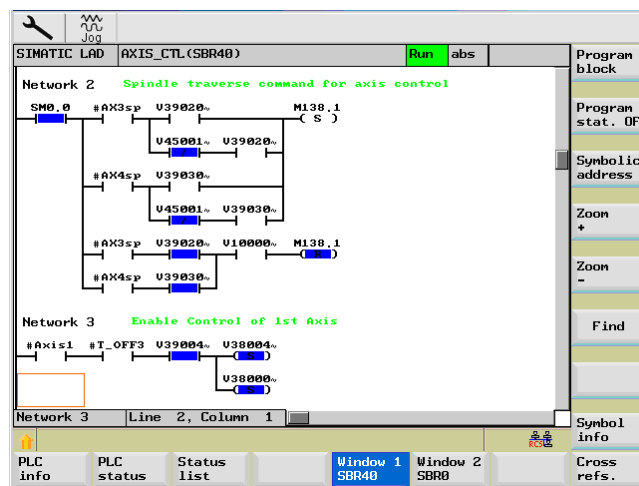 Jog
SIMATIC LAD AXIS_CTL(SBR40) Run abs
Program block
Network 2 Spindle traverse command for axis control
SM0.0 #AX3sp V39020~ M138.1
( S )
Program stat. OF
V45001~ V39020~
/
Symbolic address
#AX4sp V39030~
V45001~ V39030~
/
Zoom +
#AX3sp V39020~ V10000~ M138.1
( R )
Zoom -
#AX4sp V39030~
Network 3 Enable Control of 1st Axis
Find
#Axis1 #T_OFF3 V39004~ V38004~
( S )
V38000~
( S )
Network 3 Line 2, Column 1
Symbol info
RCS
PLC info
PLC status
Status list
Window 1 SBR40
Window 2 SBR0
Cross refs.